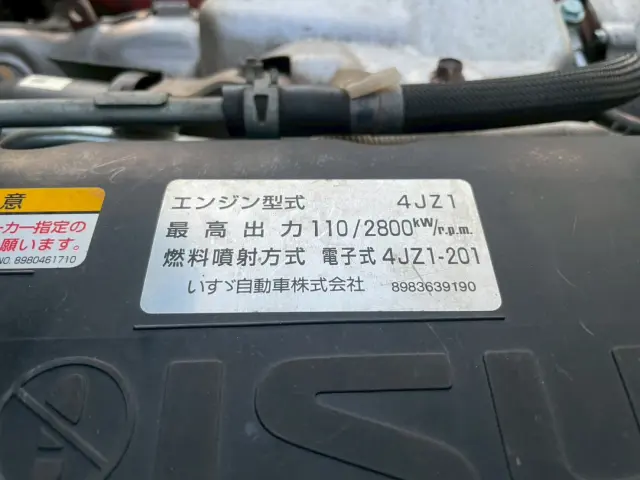 エンジン型式 4JZ1
最高出力 110/2800kW/r.p.m.
燃料噴射方式 電子式 4JZ1-201
いすゞ自動車株式会社 8983639190
意
ーカー指定の
願います。
NO. 8980461710
ISU